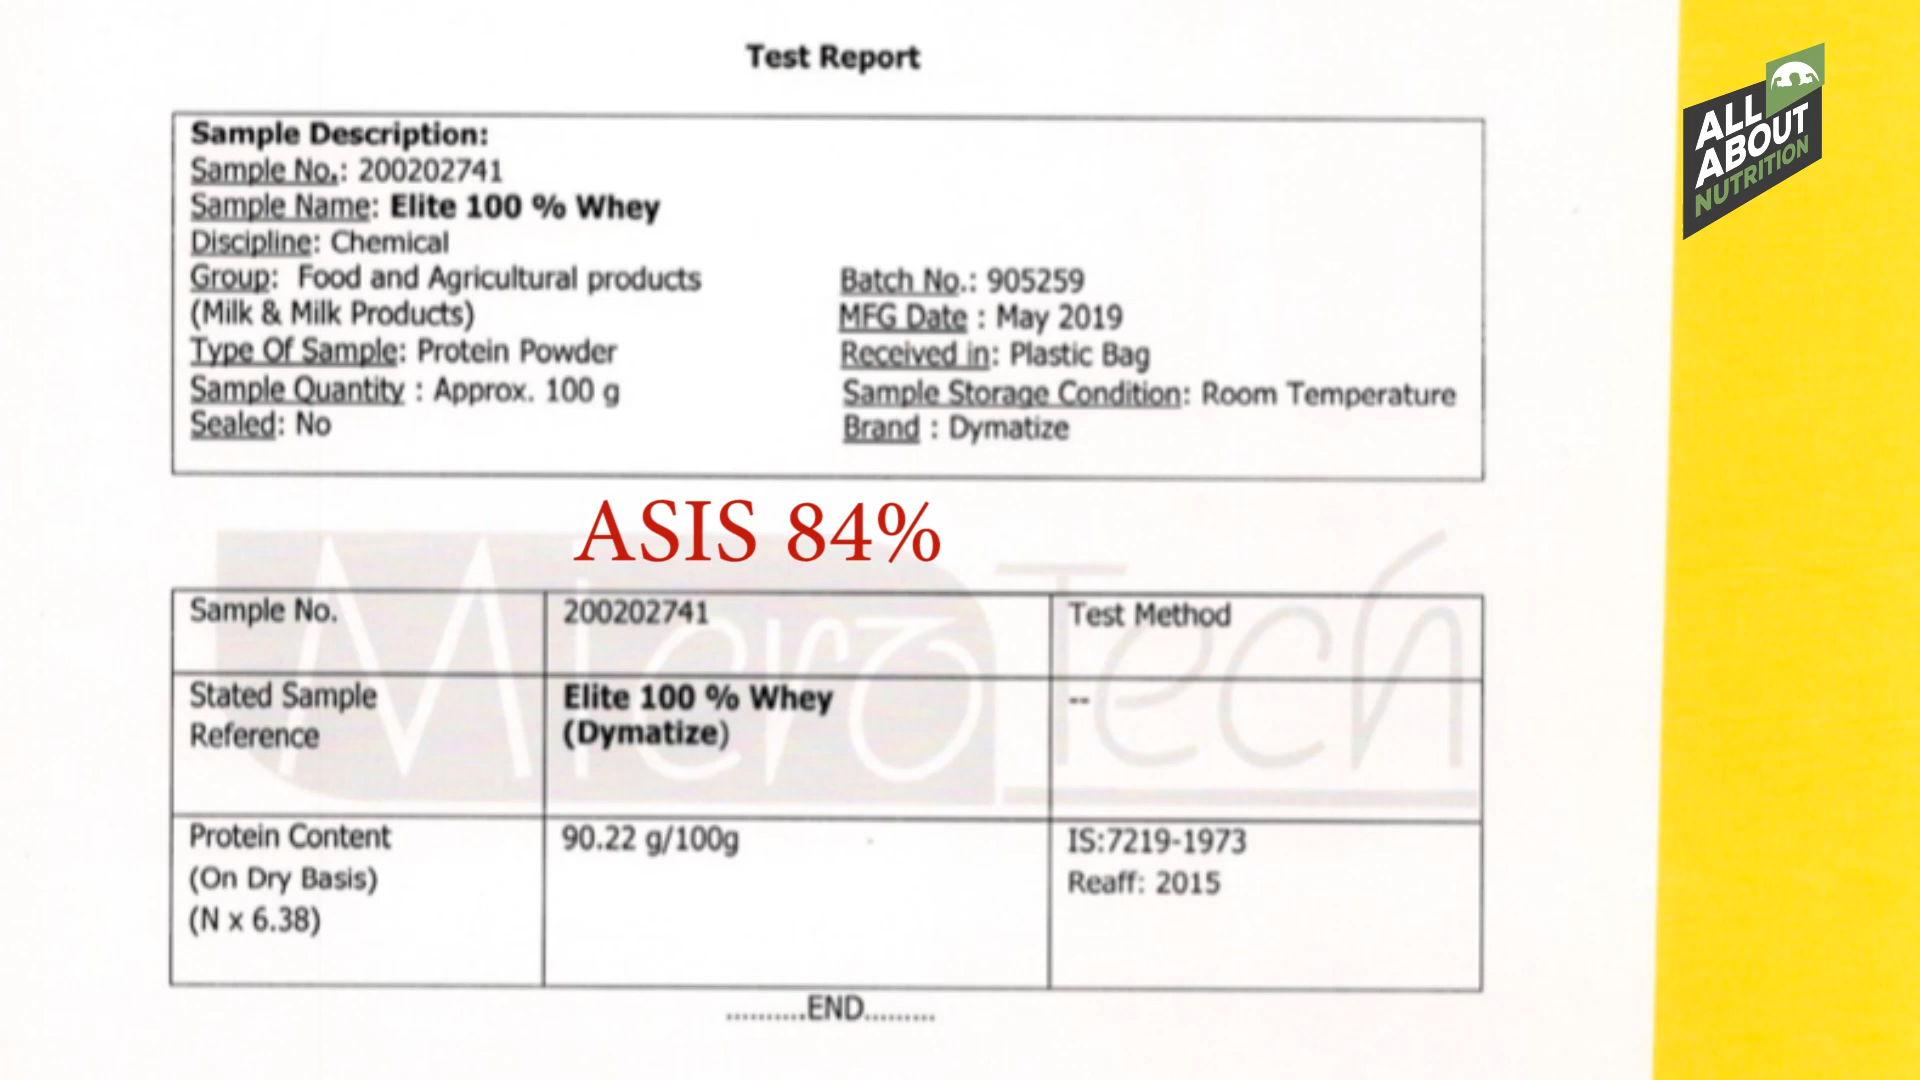 Test Report
ALL
ABOUT
NUTRITION
Sample Description:
Sample No.: 200202741
Sample Name: Elite 100 % Whey
Discipline: Chemical
Group:  Food and Agricultural products
(Milk & Milk Products)
Type Of Sample: Protein Powder
Sample Quantity : Approx. 100 g
Sealed: No
Batch No.: 905259
MFG Date : May 2019
Received in: Plastic Bag
Sample Storage Condition: Room Temperature
Brand : Dymatize
ASIS 84%
MicroTech
Sample No. 200202741 Test Method
Stated Sample
Reference
Elite 100 % Whey
(Dymatize)
--
Protein Content
(On Dry Basis)
(N x 6.38)
90.22 g/100g
IS:7219-1973
Reaff: 2015
..........END.........